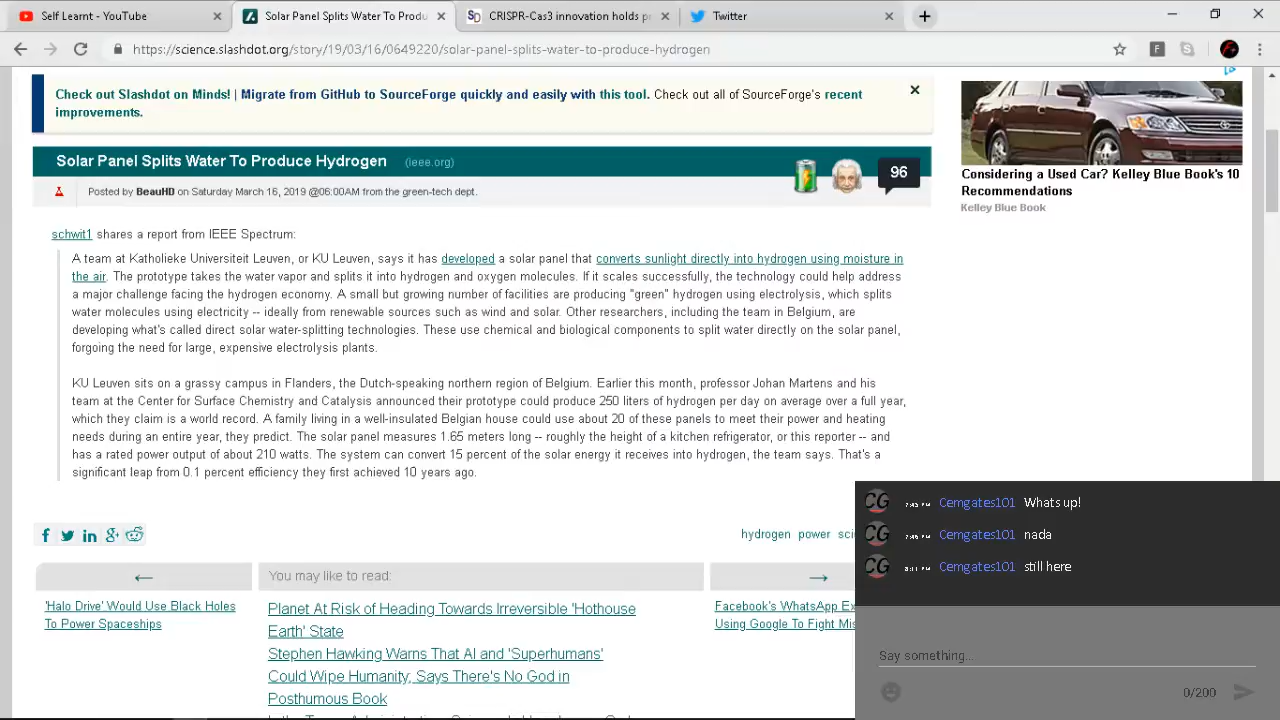 Self Learnt - YouTube
Solar Panel Splits Water To Produ
CRISPR-Cas3 innovation holds p
Twitter
https://science.slashdot.org/story/19/03/16/0649220/solar-panel-splits-water-to-produce-hydrogen
Check out Slashdot on Minds! | Migrate from GitHub to SourceForge quickly and easily with this tool. Check out all of SourceForge's recent
improvements.
Solar Panel Splits Water To Produce Hydrogen (ieee.org)
96
Posted by BeauHD on Saturday March 16, 2019 @06:00AM from the green-tech dept.
Considering a Used Car? Kelley Blue Book's 10
Recommendations
Kelley Blue Book
schwit1 shares a report from IEEE Spectrum:
A team at Katholieke Universiteit Leuven, or KU Leuven, says it has developed a solar panel that converts sunlight directly into hydrogen using moisture in
the air. The prototype takes the water vapor and splits it into hydrogen and oxygen molecules. If it scales successfully, the technology could help address
a major challenge facing the hydrogen economy. A small but growing number of facilities are producing "green" hydrogen using electrolysis, which splits
water molecules using electricity -- ideally from renewable sources such as wind and solar. Other researchers, including the team in Belgium, are
developing what's called direct solar water-splitting technologies. These use chemical and biological components to split water directly on the solar panel,
forgoing the need for large, expensive electrolysis plants.
KU Leuven sits on a grassy campus in Flanders, the Dutch-speaking northern region of Belgium. Earlier this month, professor Johan Martens and his
team at the Center for Surface Chemistry and Catalysis announced their prototype could produce 250 liters of hydrogen per day on average over a full year,
which they claim is a world record. A family living in a well-insulated Belgian house could use about 20 of these panels to meet their power and heating
needs during an entire year, they predict. The solar panel measures 1.65 meters long -- roughly the height of a kitchen refrigerator, or this reporter -- and
has a rated power output of about 210 watts. The system can convert 15 percent of the solar energy it receives into hydrogen, the team says. That's a
significant leap from 0.1 percent efficiency they first achieved 10 years ago.
hydrogen power sci
You may like to read:
'Halo Drive' Would Use Black Holes
To Power Spaceships
Planet At Risk of Heading Towards Irreversible 'Hothouse
Earth' State
Stephen Hawking Warns That AI and 'Superhumans'
Could Wipe Humanity, Says There's No God in
Posthumous Book
Facebook's WhatsApp Ex
Using Google To Fight Mis
CG Cemgates101 Whats up!
CG Cemgates101 nada
CG Cemgates101 still here
Say something...
0/200